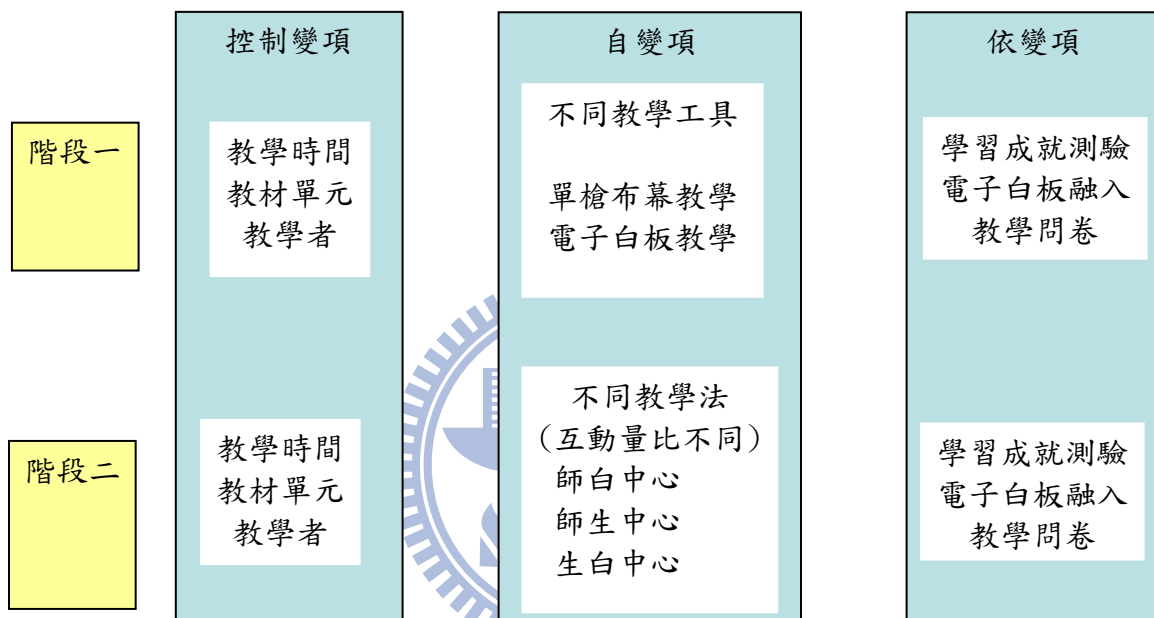 控制變項
自變項
依變項
階段一
教學時間
教材單元
教學者
不同教學工具
單槍布幕教學
電子白板教學
學習成就測驗
電子白板融入
教學問卷
階段二
教學時間
教材單元
教學者
不同教學法
（互動量比不同）
師白中心
師生中心
生白中心
學習成就測驗
電子白板融入
教學問卷